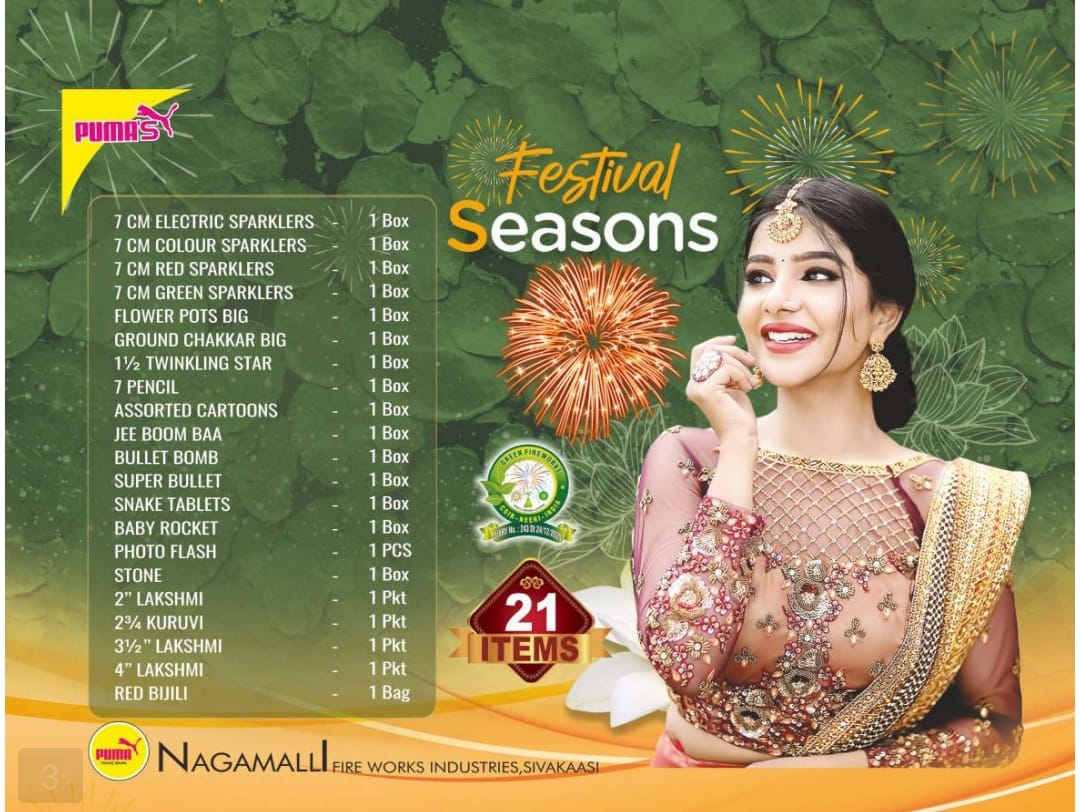 PUMA'S
Festival
Seasons
7 CM ELECTRIC SPARKLERS - 1 Box
7 CM COLOUR SPARKLERS - 1 Box
7 CM RED SPARKLERS - 1 Box
7 CM GREEN SPARKLERS - 1 Box
FLOWER POTS BIG - 1 Box
GROUND CHAKKAR BIG - 1 Box
1½ TWINKLING STAR - 1 Box
7 PENCIL - 1 Box
ASSORTED CARTOONS - 1 Box
JEE BOOM BAA - 1 Box
BULLET BOMB - 1 Box
SUPER BULLET - 1 Box
SNAKE TABLETS - 1 Box
BABY ROCKET - 1 Box
PHOTO FLASH - 1 PCS
STONE - 1 Box
2” LAKSHMI - 1 Pkt
2¾ KURUVI - 1 Pkt
3½” LAKSHMI - 1 Pkt
4” LAKSHMI - 1 Pkt
RED BIJILI - 1 Bag
GREEN FIREWORKS
CSIR-NEERI-INDIA
21
ITEMS
PUMA
TRADE MARK
NAGAMALLI FIRE WORKS INDUSTRIES,SIVAKAASI
3